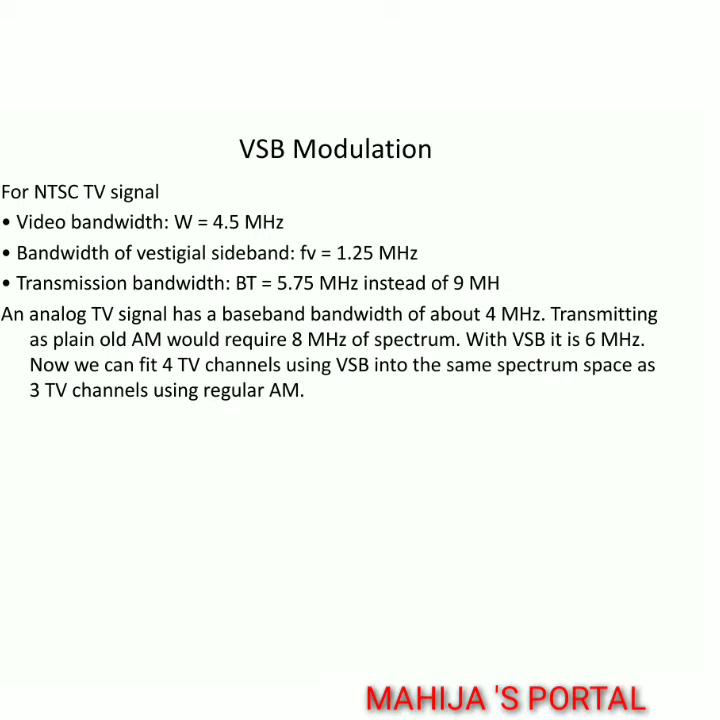 VSB Modulation
For NTSC TV signal
• Video bandwidth: W = 4.5 MHz
• Bandwidth of vestigial sideband: fv = 1.25 MHz
• Transmission bandwidth: BT = 5.75 MHz instead of 9 MH
An analog TV signal has a baseband bandwidth of about 4 MHz. Transmitting
as plain old AM would require 8 MHz of spectrum. With VSB it is 6 MHz.
Now we can fit 4 TV channels using VSB into the same spectrum space as
3 TV channels using regular AM.
MAHIJA 'S PORTAL